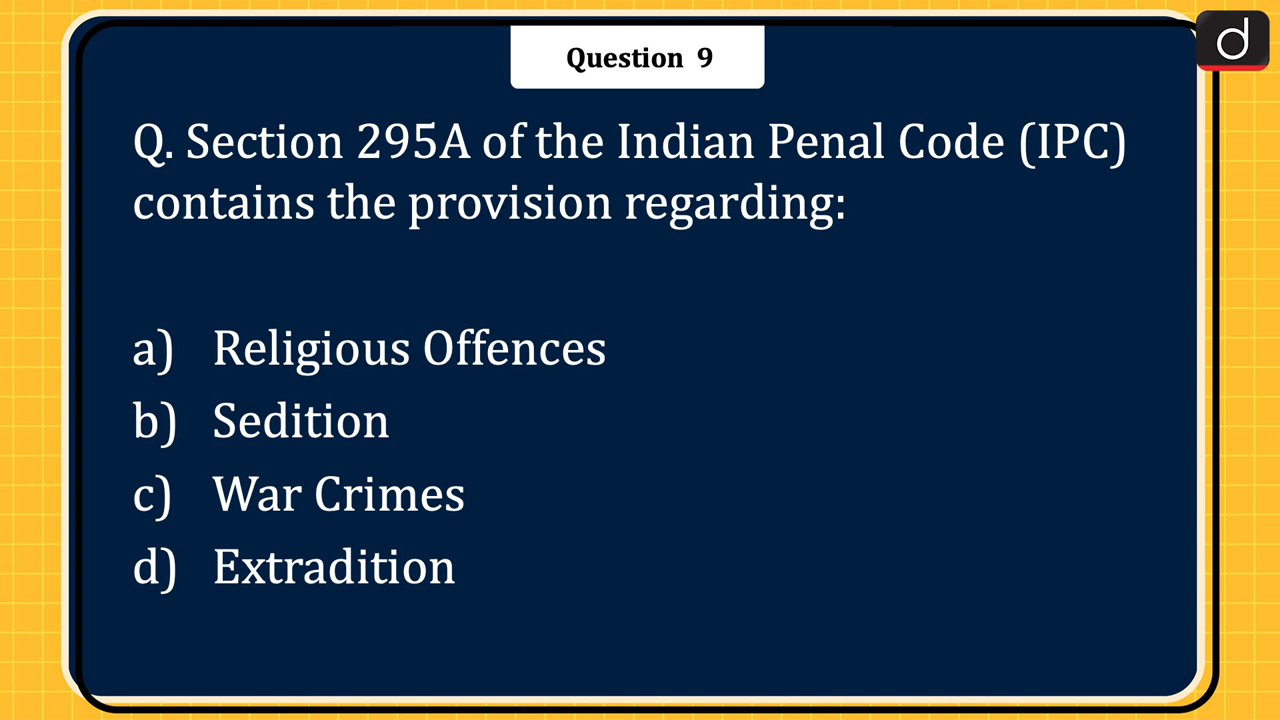 Question 9
d
Q. Section 295A of the Indian Penal Code (IPC)
contains the provision regarding:
a) Religious Offences
b) Sedition
c) War Crimes
d) Extradition